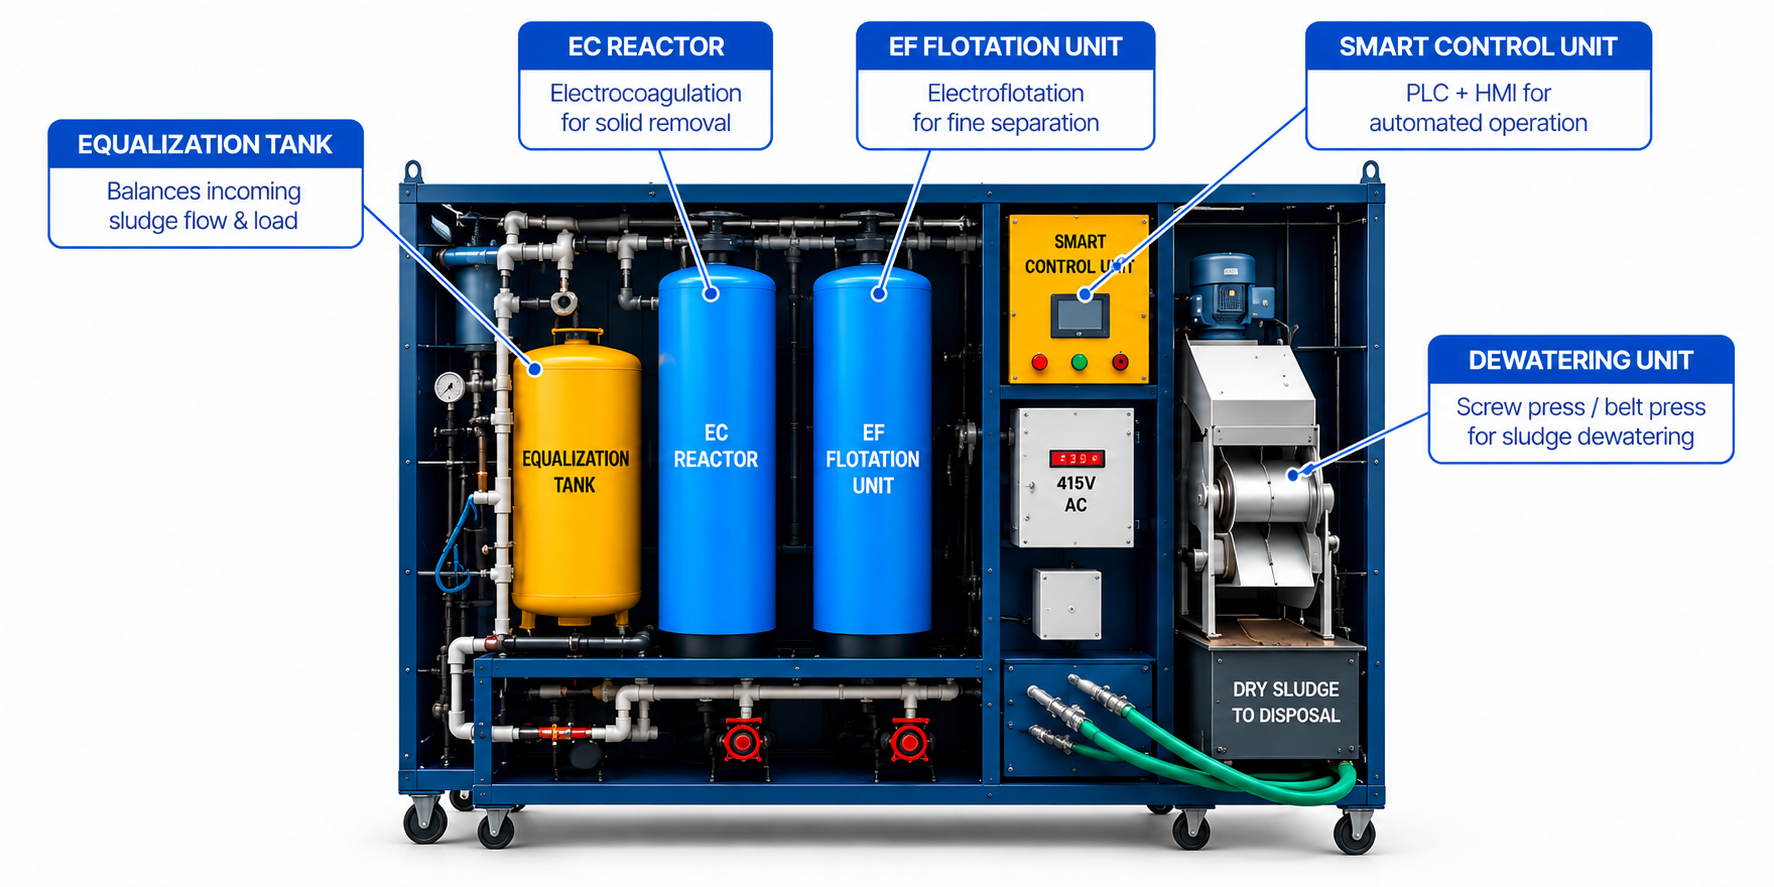 EC REACTOR
Electrocoagulation
for solid removal
EF FLOTATION UNIT
Electroflotation
for fine separation
SMART CONTROL UNIT
PLC + HMI for
automated operation
EQUALIZATION TANK
Balances incoming
sludge flow & load
SMART
CONTROL UNIT
DEWATERING UNIT
Screw press / belt press
for sludge dewatering
EQUALIZATION
TANK
EC
REACTOR
EF
FLOTATION
UNIT
415V
AC
DRY SLUDGE
TO DISPOSAL